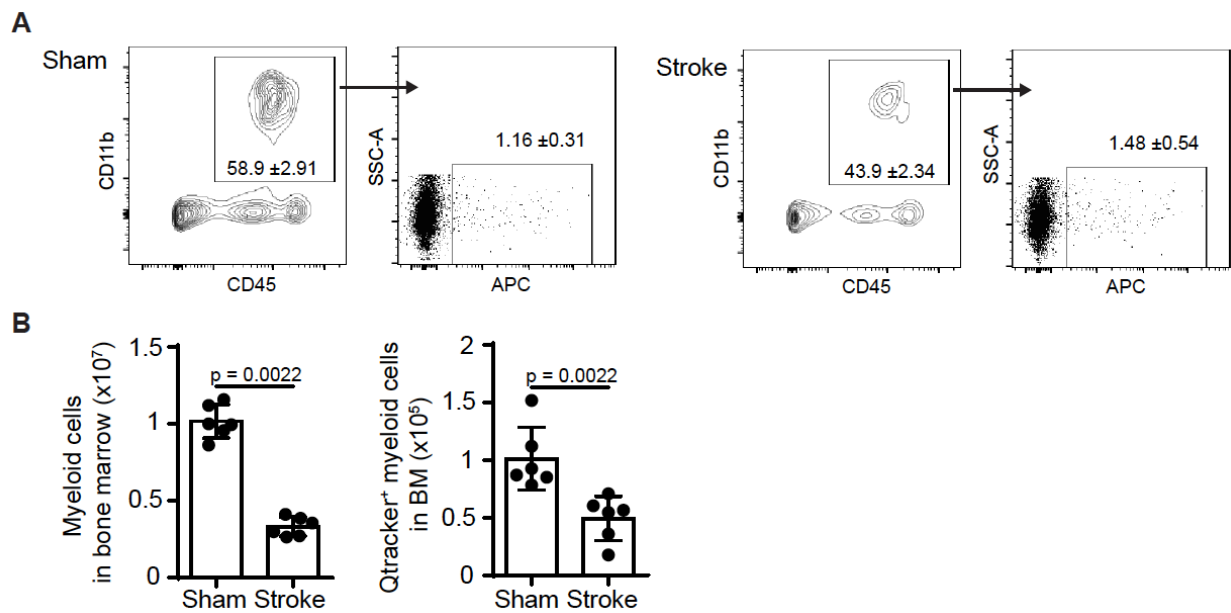 A
Sham
CD11b
58.9 ±2.91
CD45
SSC-A
1.16 ±0.31
APC
Stroke
CD11b
43.9 ±2.34
CD45
SSC-A
1.48 ±0.54
APC
B
Myeloid cells
in bone marrow (x10⁷)
1.5
1
0.5
0
p = 0.0022
Sham Stroke
Qtracker⁺ myeloid cells
in BM (x10⁵)
2
1.5
1
0.5
0
p = 0.0022
Sham Stroke